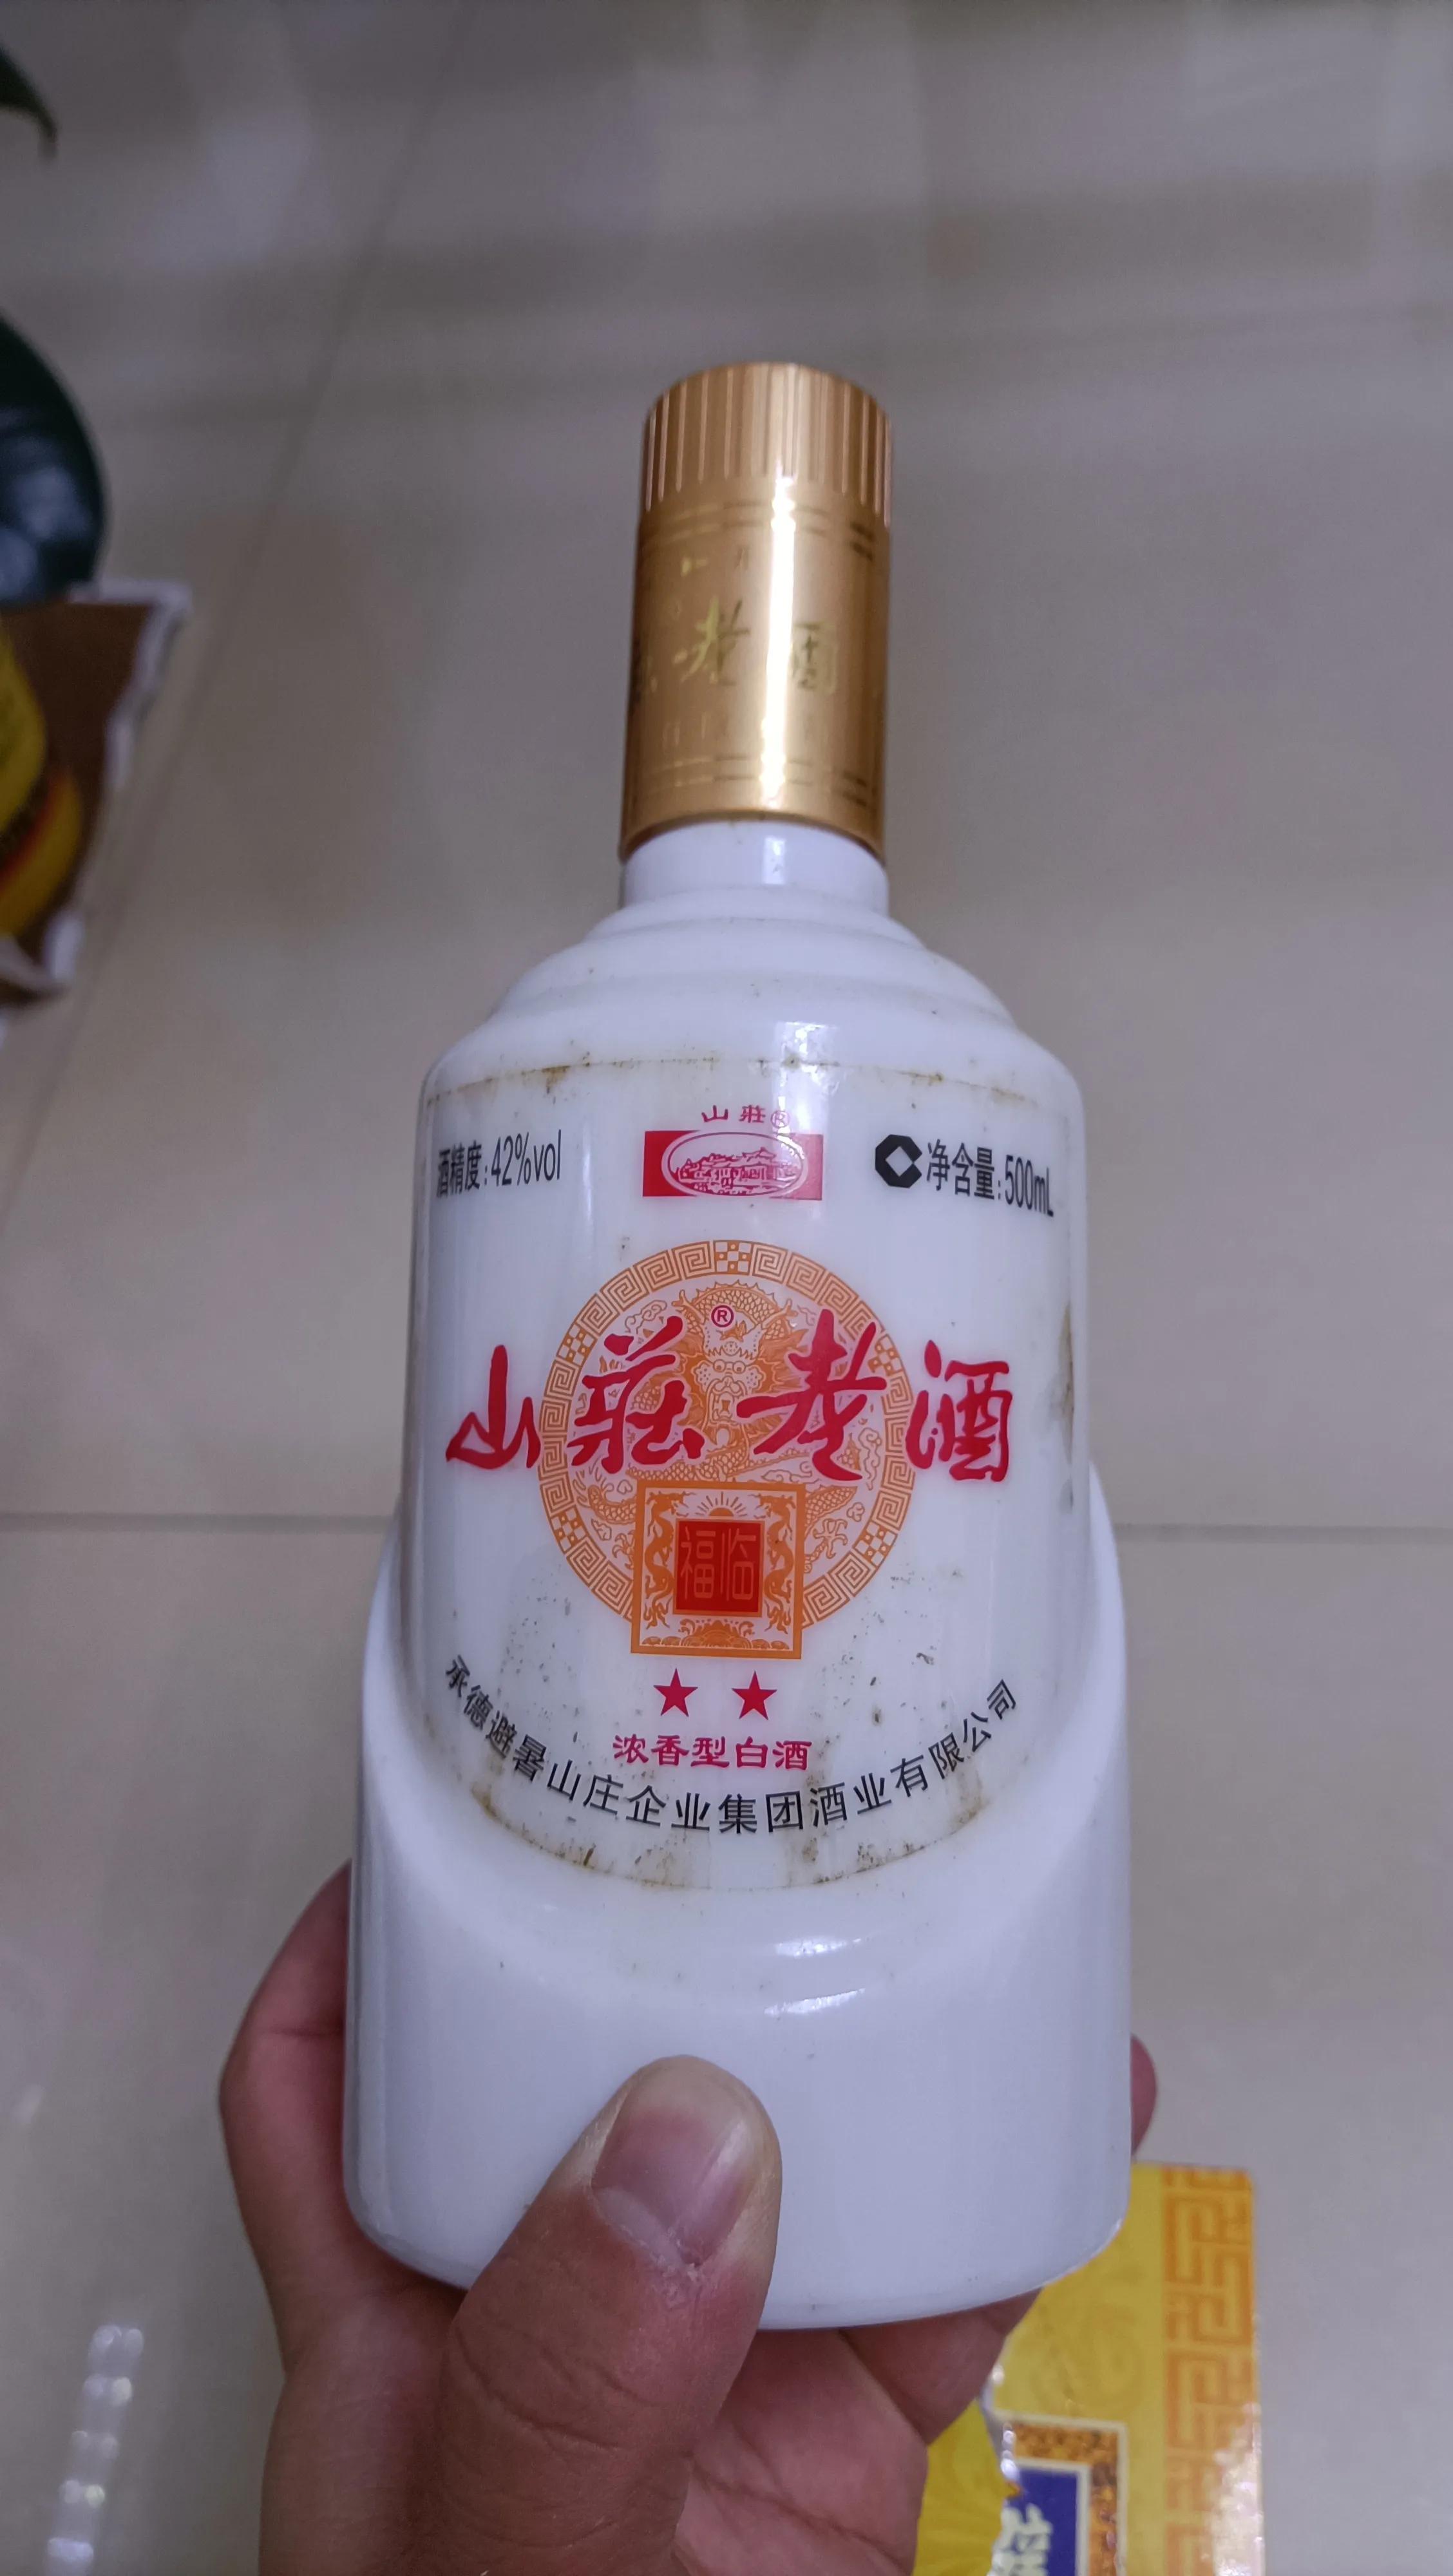 老酒
山莊®
酒精度:42%vol
净含量:500mL
®
山莊老酒
福临
★ ★
浓香型白酒
承德避暑山庄企业集团酒业有限公司